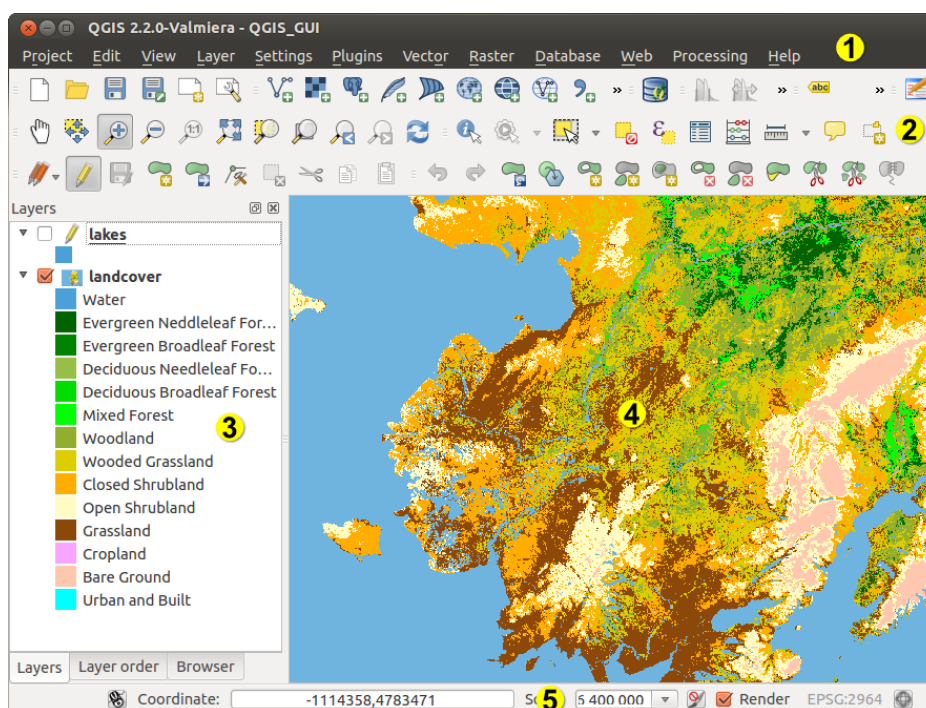 QGIS 2.2.0-Valmiera - QGIS_GUI
Project Edit View Layer Settings Plugins Vector Raster Database Web Processing Help 1
abc
1:1 2
Layers
lakes
landcover
Water
Evergreen Neddleleaf For...
Evergreen Broadleaf Forest
Deciduous Needleleaf Fo...
Deciduous Broadleaf Forest
Mixed Forest
3
Woodland
4
Wooded Grassland
Closed Shrubland
Open Shrubland
Grassland
Cropland
Bare Ground
Urban and Built
Layers Layer order Browser
Coordinate: -1114358,4783471 5 5 400 000 Render EPSG:2964